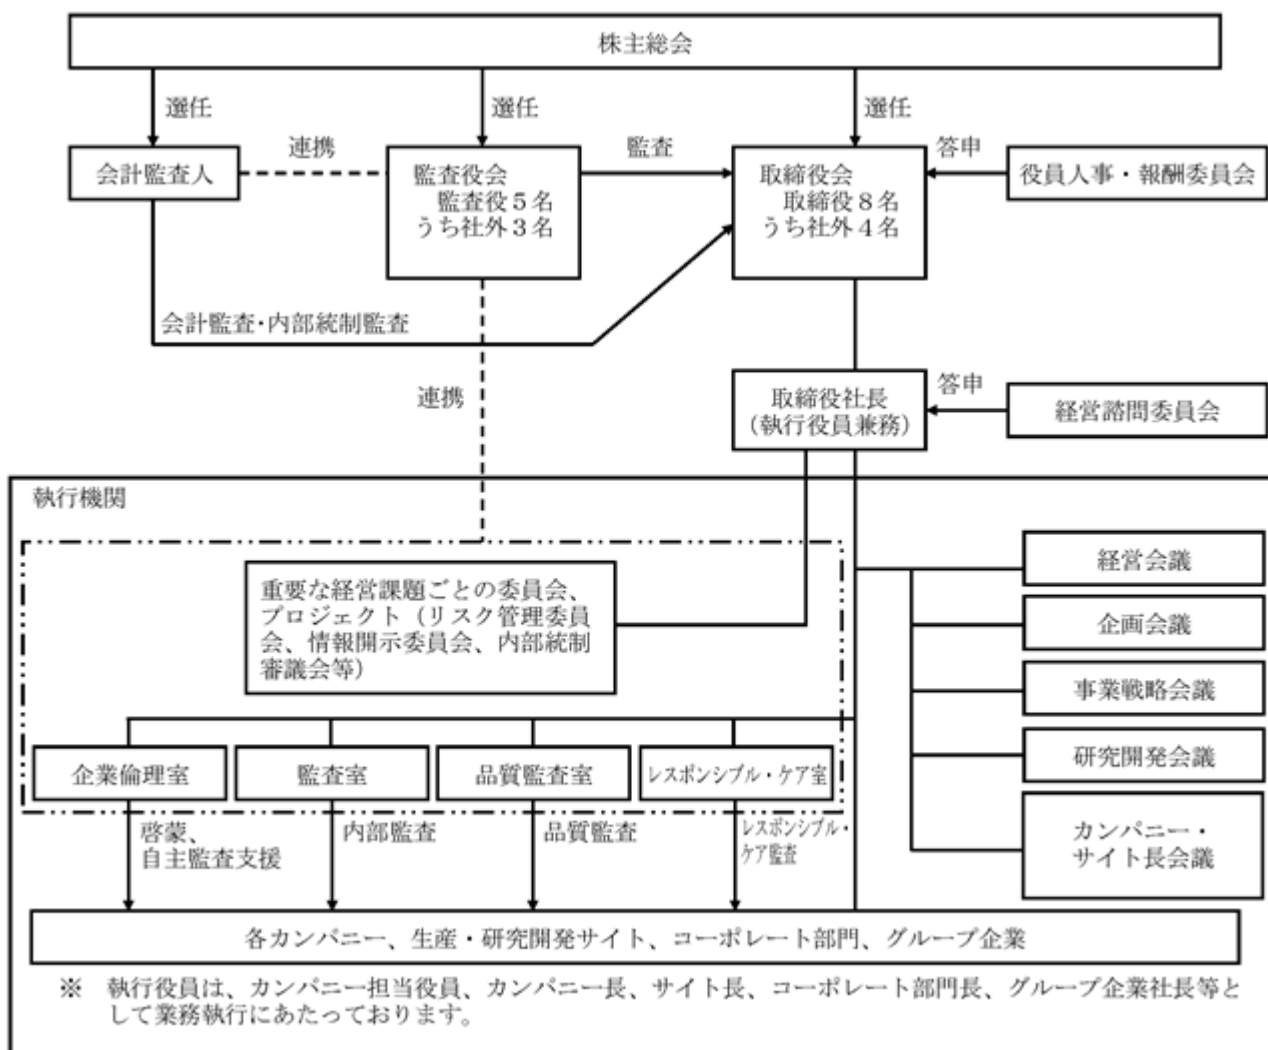 株主総会
選任
選任
選任
会計監査人
連携
監査役会
監査役5名
うち社外3名
監査
取締役会
取締役8名
うち社外4名
答申
役員人事・報酬委員会
会計監査・内部統制監査
連携
取締役社長
(執行役員兼務)
答申
経営諮問委員会
執行機関
重要な経営課題ごとの委員会、
プロジェクト(リスク管理委員
会、情報開示委員会、内部統制
審議会等)
経営会議
企画会議
事業戦略会議
研究開発会議
カンパニー・
サイト長会議
企業倫理室
監査室
品質監査室
レスポンシブル・ケア室
啓蒙、
自主監査支援
内部監査
品質監査
レスポンシブル・
ケア監査
各カンパニー、生産・研究開発サイト、コーポレート部門、グループ企業
※ 執行役員は、カンパニー担当役員、カンパニー長、サイト長、コーポレート部門長、グループ企業社長等と
して業務執行にあたっております。